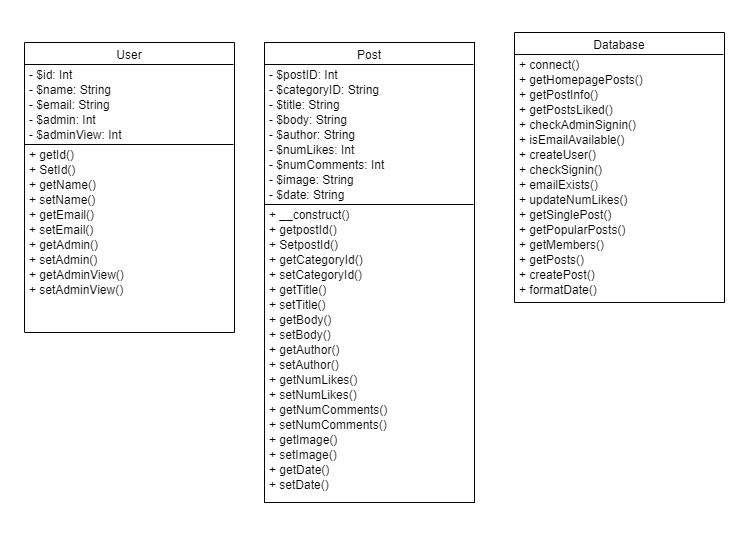 User
- $id: Int
- $name: String
- $email: String
- $admin: Int
- $adminView: Int
+ getId()
+ SetId()
+ getName()
+ setName()
+ getEmail()
+ setEmail()
+ getAdmin()
+ setAdmin()
+ getAdminView()
+ setAdminView()
Post
- $postID: Int
- $categoryID: String
- $title: String
- $body: String
- $author: String
- $numLikes: Int
- $numComments: Int
- $image: String
- $date: String
+ __construct()
+ getpostId()
+ SetpostId()
+ getCategoryId()
+ setCategoryId()
+ getTitle()
+ setTitle()
+ getBody()
+ setBody()
+ getAuthor()
+ setAuthor()
+ getNumLikes()
+ setNumLikes()
+ getNumComments()
+ setNumComments()
+ getImage()
+ setImage()
+ getDate()
+ setDate()
Database
+ connect()
+ getHomepagePosts()
+ getPostInfo()
+ getPostsLiked()
+ checkAdminSignin()
+ isEmailAvailable()
+ createUser()
+ checkSignin()
+ emailExists()
+ updateNumLikes()
+ getSinglePost()
+ getPopularPosts()
+ getMembers()
+ getPosts()
+ createPost()
+ formatDate()